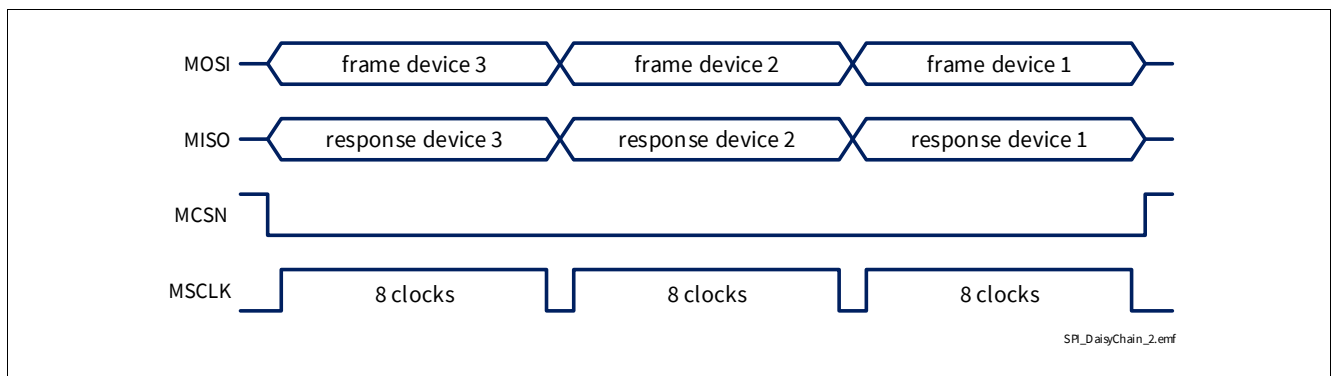 MOSI frame device 3 frame device 2 frame device 1
MISO response device 3 response device 2 response device 1
MCSN
MSCLK 8 clocks 8 clocks 8 clocks
SPI_DaisyChain_2.emf